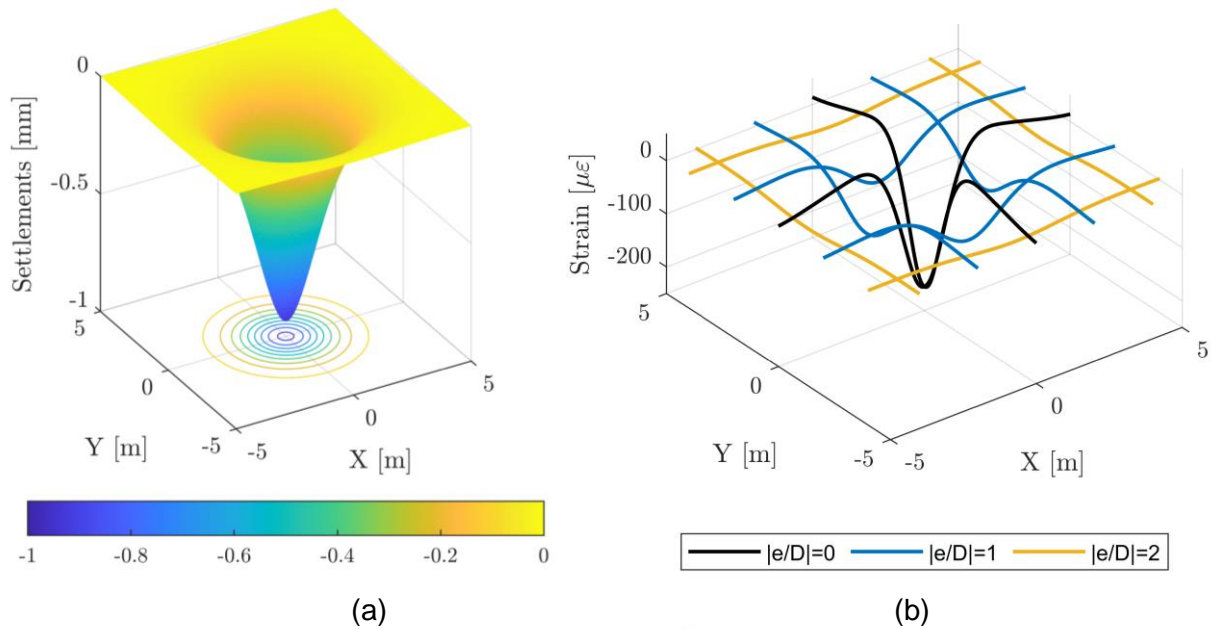 0
-0.5
-1
Settlements [mm]
5
0
-5
Y [m]
-5
0
5
X [m]
-1
-0.8
-0.6
-0.4
-0.2
0
(a)
0
-100
-200
Strain [με]
5
0
-5
Y [m]
-5
0
5
X [m]
|e/D|=0
|e/D|=1
|e/D|=2
(b)